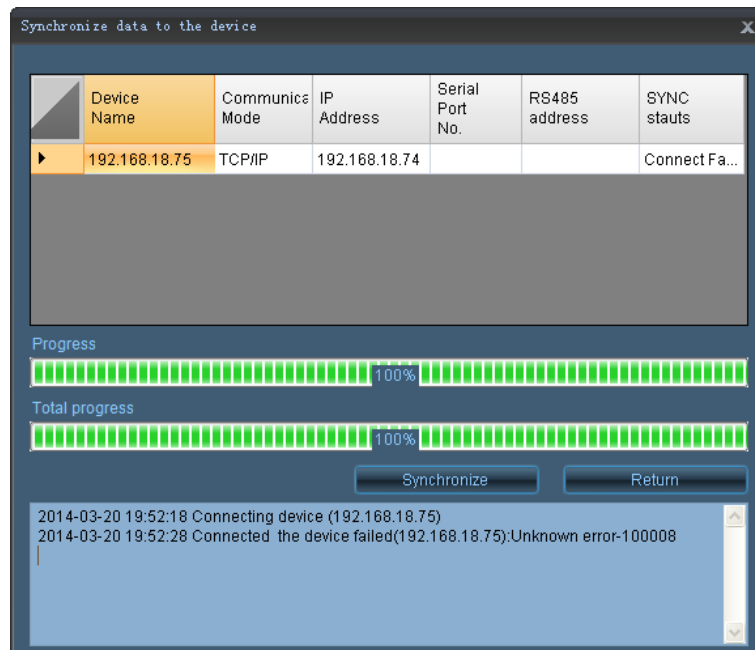 Synchronize data to the device
x
Device Name
Communica Mode
IP Address
Serial Port No.
RS485 address
SYNC stauts
192.168.18.75 TCP/IP 192.168.18.74 Connect Fa...
Progress
100%
Total progress
100%
Synchronize Return
2014-03-20 19:52:18 Connecting device (192.168.18.75)
2014-03-20 19:52:28 Connected the device failed(192.168.18.75):Unknown error-100008